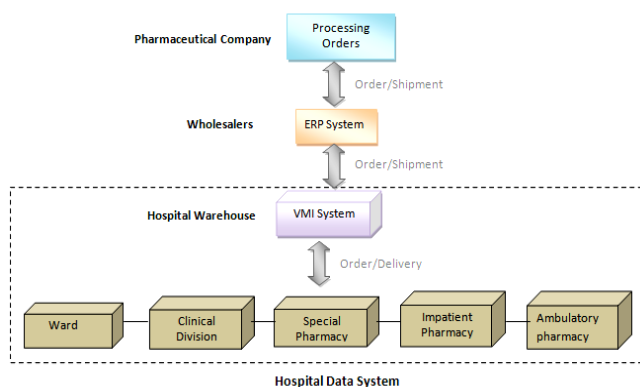 Pharmaceutical Company
Processing
Orders
Order/Shipment
Wholesalers
ERP System
Order/Shipment
Hospital Warehouse
VMI System
Order/Delivery
Ward
Clinical
Division
Special
Pharmacy
Impatient
Pharmacy
Ambulatory
pharmacy
Hospital Data System